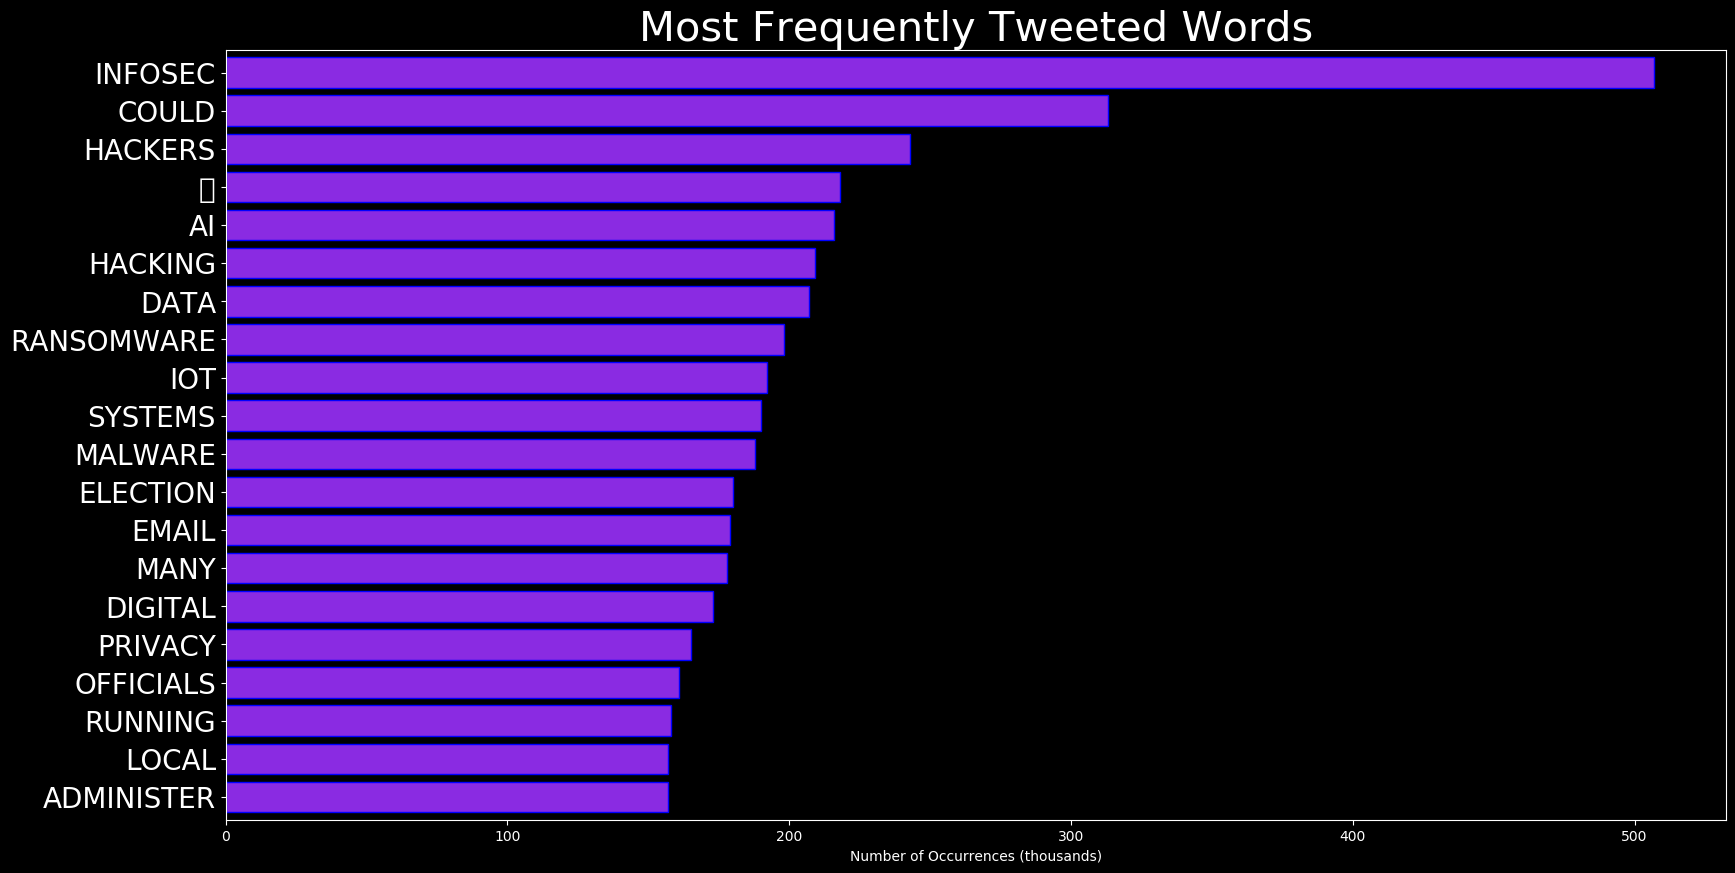 Most Frequently Tweeted Words
INFOSEC
COULD
HACKERS
AI
HACKING
DATA
RANSOMWARE
IOT
SYSTEMS
MALWARE
ELECTION
EMAIL
MANY
DIGITAL
PRIVACY
OFFICIALS
RUNNING
LOCAL
ADMINISTER
0 100 200 300 400 500
Number of Occurrences (thousands)